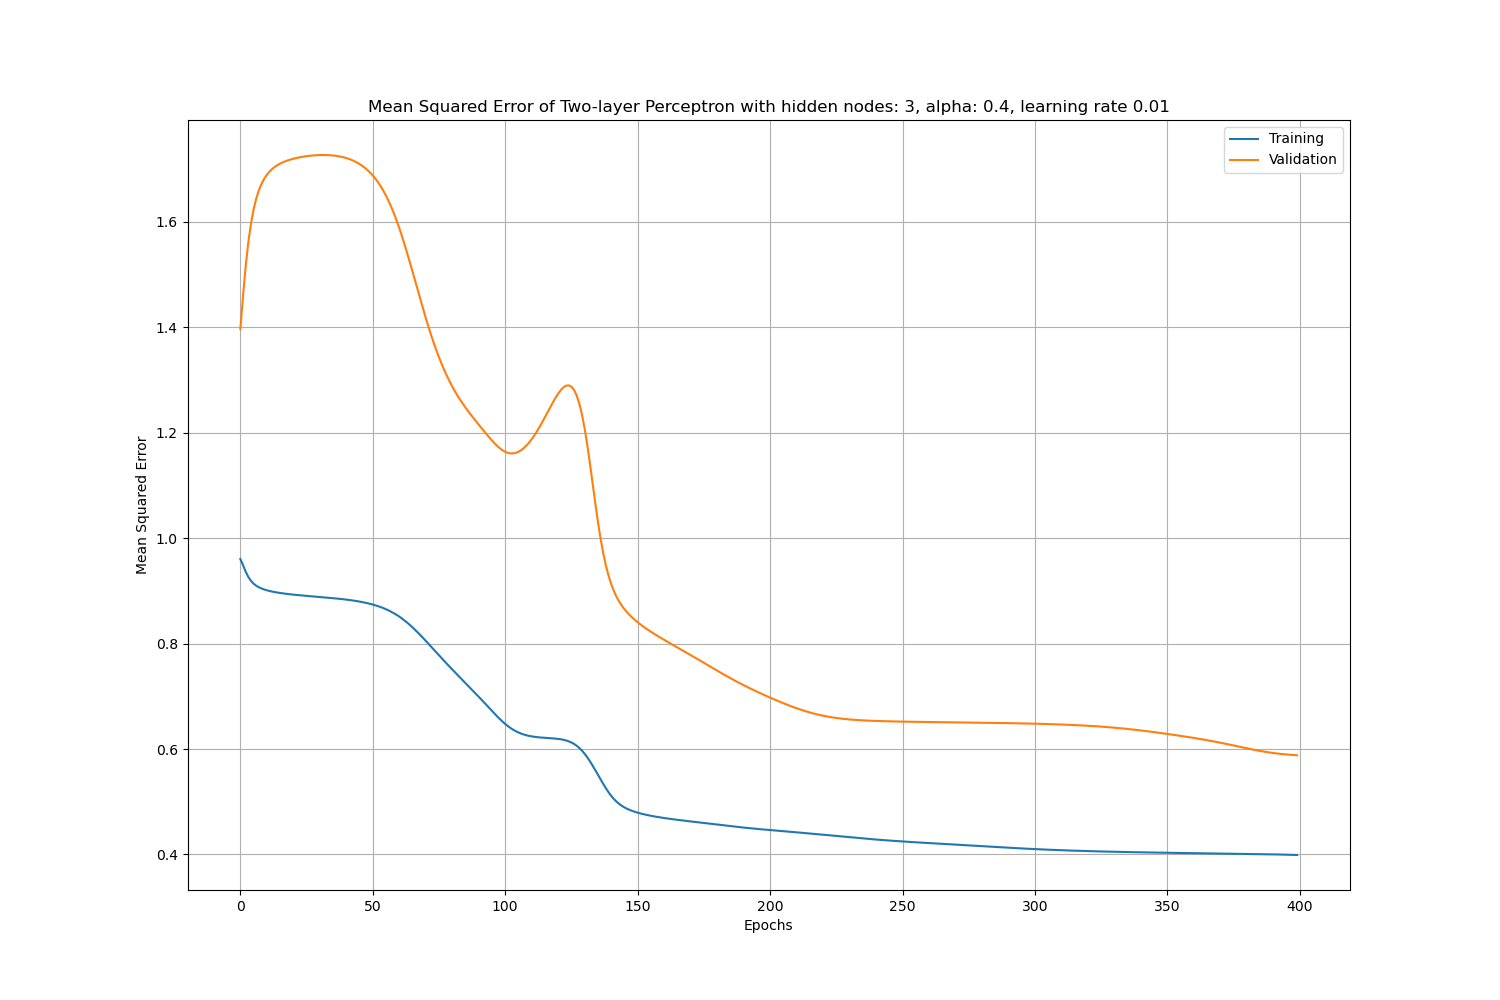 Mean Squared Error of Two-layer Perceptron with hidden nodes: 3, alpha: 0.4, learning rate 0.01
Training
Validation
Mean Squared Error
1.6
1.4
1.2
1.0
0.8
0.6
0.4
0 50 100 150 200 250 300 350 400
Epochs